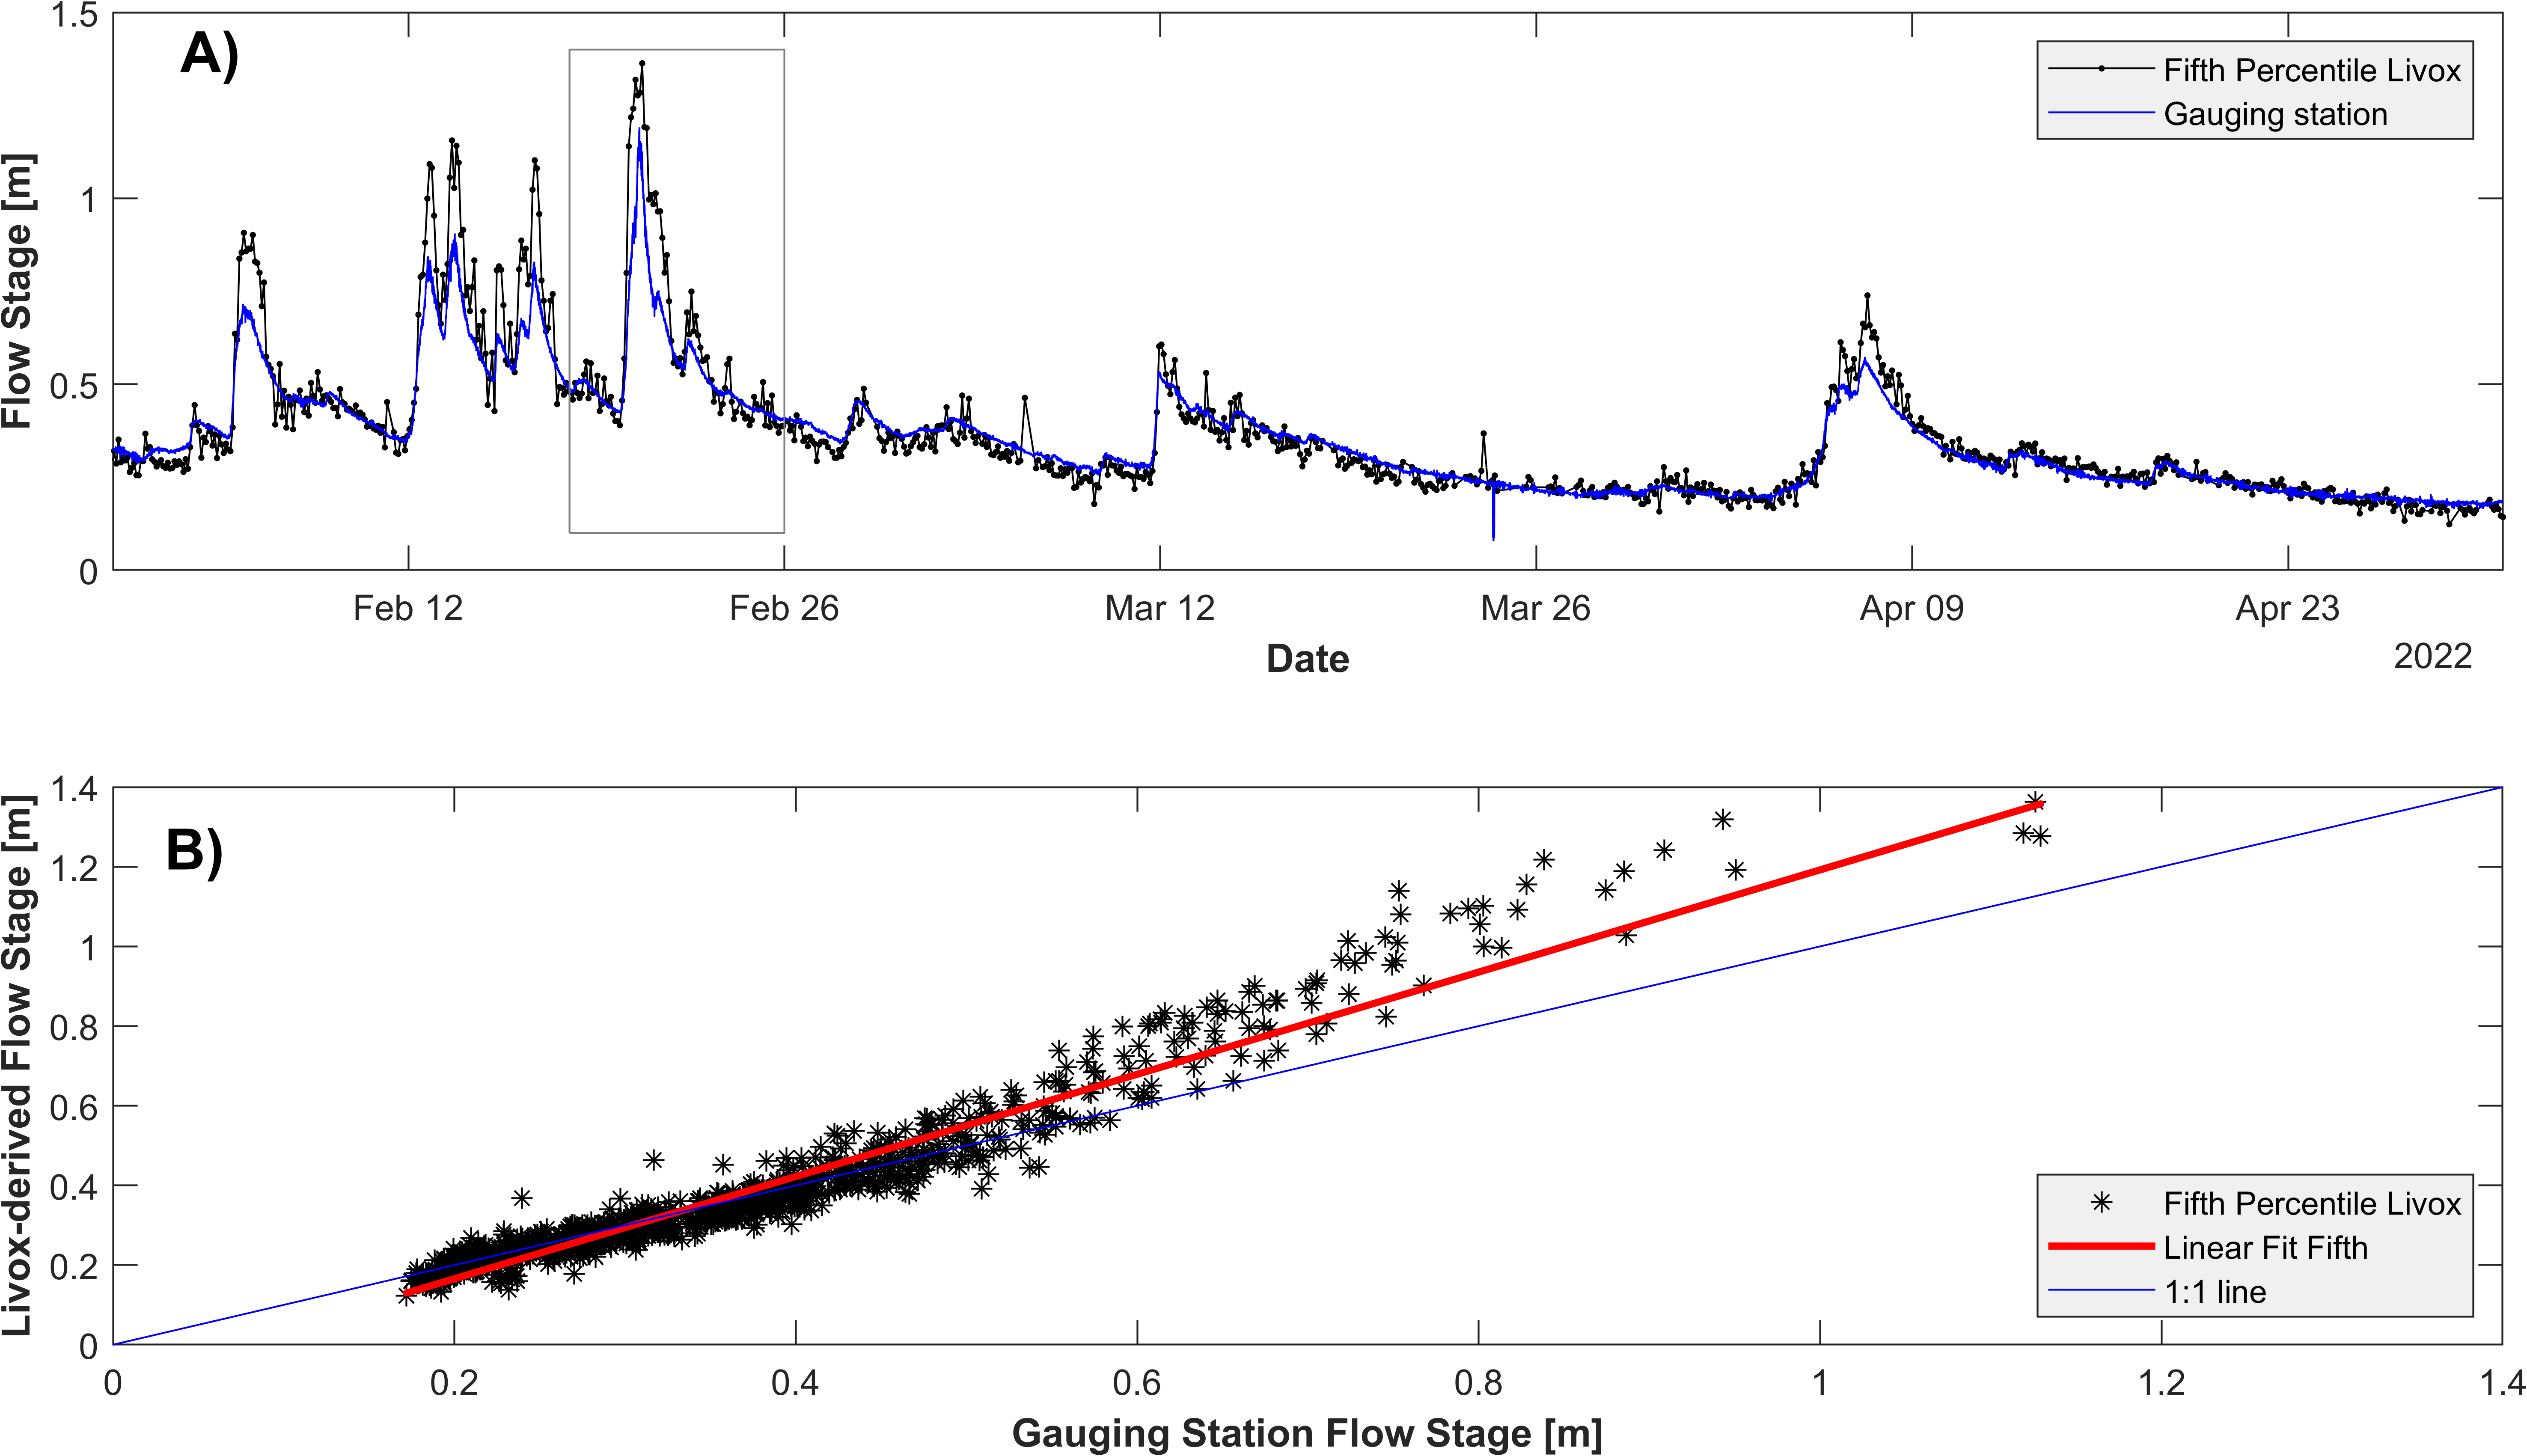 A)
1.5
1
0.5
0
Flow Stage [m]
Fifth Percentile Livox
Gauging station
Feb 12
Feb 26
Mar 12
Mar 26
Apr 09
Apr 23
Date
2022
B)
1.4
1.2
1
0.8
0.6
0.4
0.2
0
Livox-derived Flow Stage [m]
Fifth Percentile Livox
Linear Fit Fifth
1:1 line
0
0.2
0.4
0.6
0.8
1
1.2
1.4
Gauging Station Flow Stage [m]